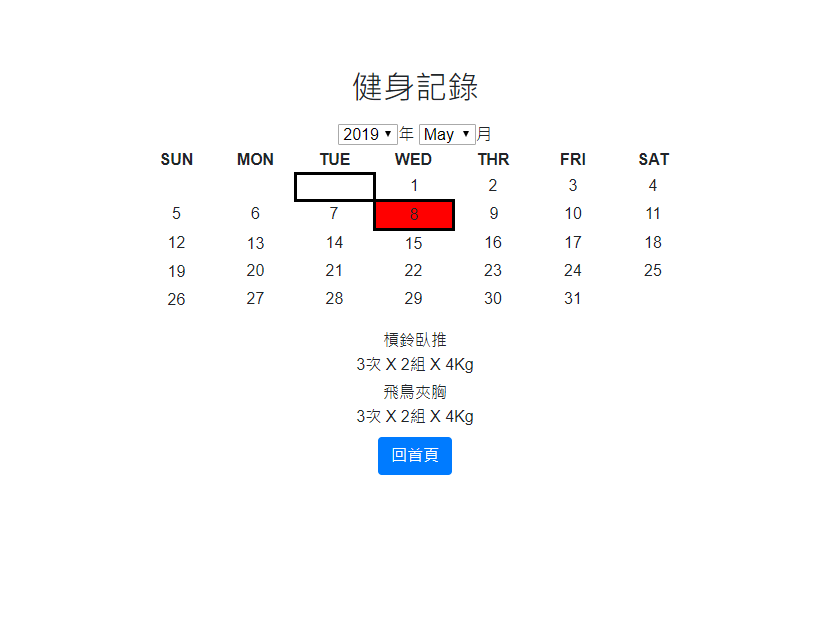 健身記錄
2019 年 May 月
SUN MON TUE WED THR FRI SAT
1 2 3 4
5 6 7 8 9 10 11
12 13 14 15 16 17 18
19 20 21 22 23 24 25
26 27 28 29 30 31
槓鈴臥推
3次 X 2組 X 4Kg
飛鳥夾胸
3次 X 2組 X 4Kg
回首頁